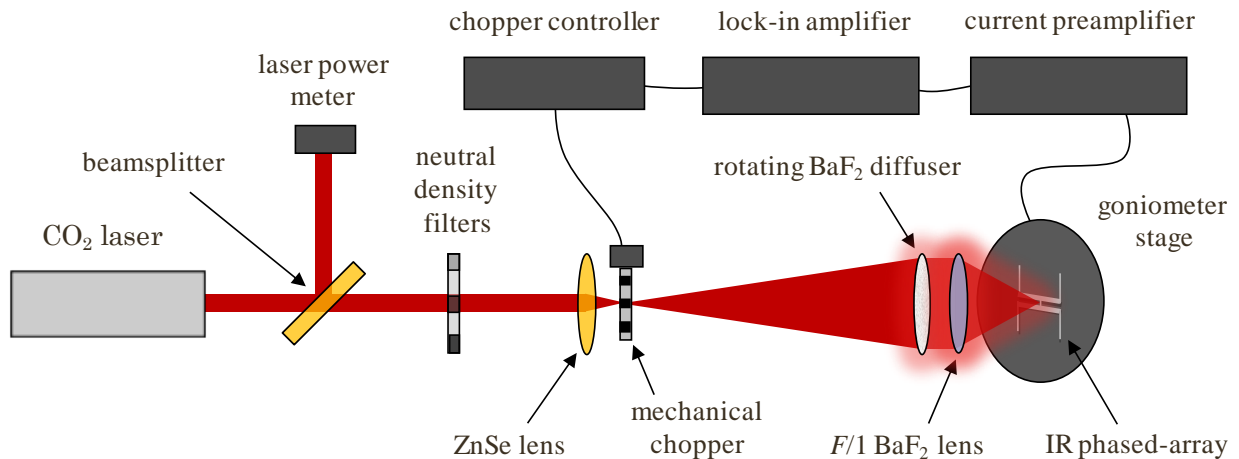 chopper controller
lock-in amplifier
current preamplifier
laser power
meter
beamsplitter
neutral
density
filters
rotating BaF₂ diffuser
goniometer
stage
CO₂ laser
ZnSe lens
mechanical
chopper
F/1 BaF₂ lens
IR phased-array